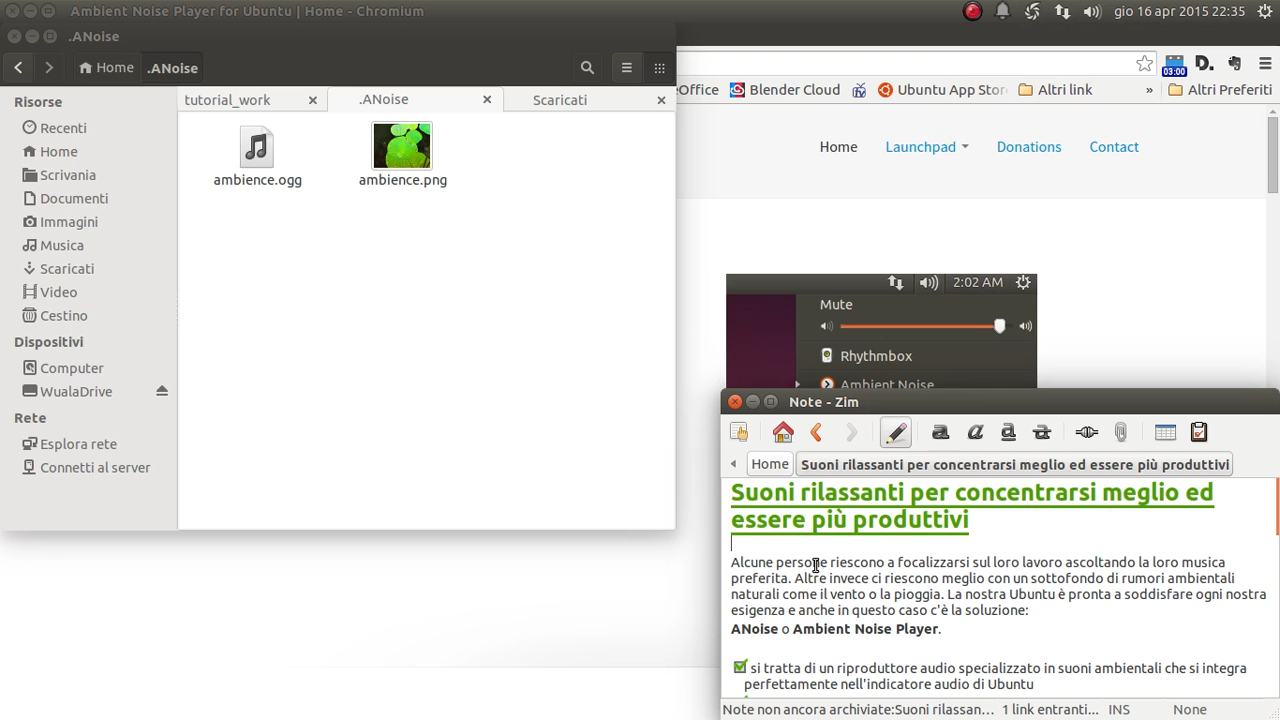 Ambient Noise Player for Ubuntu | Home - Chromium
gio 16 apr 2015 22:35
.ANoise
Home
.ANoise
03:00
D.
Office
Blender Cloud
Ubuntu App Stor
Altri link
»
Altri Preferiti
Risorse
Recenti
Home
Scrivania
Documenti
Immagini
Musica
Scaricati
Video
Cestino
Dispositivi
Computer
WualaDrive
Rete
Esplora rete
Connetti al server
tutorial_work
.ANoise
Scaricati
ambience.ogg
ambience.png
Home
Launchpad
Donations
Contact
2:02 AM
Mute
Rhythmbox
Ambient Noise
Note - Zim
a a a a
Home
Suoni rilassanti per concentrarsi meglio ed essere più produttivi
Suoni rilassanti per concentrarsi meglio ed
essere più produttivi
Alcune persone riescono a focalizzarsi sul loro lavoro ascoltando la loro musica
preferita. Altre invece ci riescono meglio con un sottofondo di rumori ambientali
naturali come il vento o la pioggia. La nostra Ubuntu è pronta a soddisfare ogni nostra
esigenza e anche in questo caso c'è la soluzione:
ANoise o Ambient Noise Player.
si tratta di un riproduttore audio specializzato in suoni ambientali che si integra
perfettamente nell'indicatore audio di Ubuntu
Note non ancora archiviate:Suoni rilassan...
1 link entranti...
INS
None